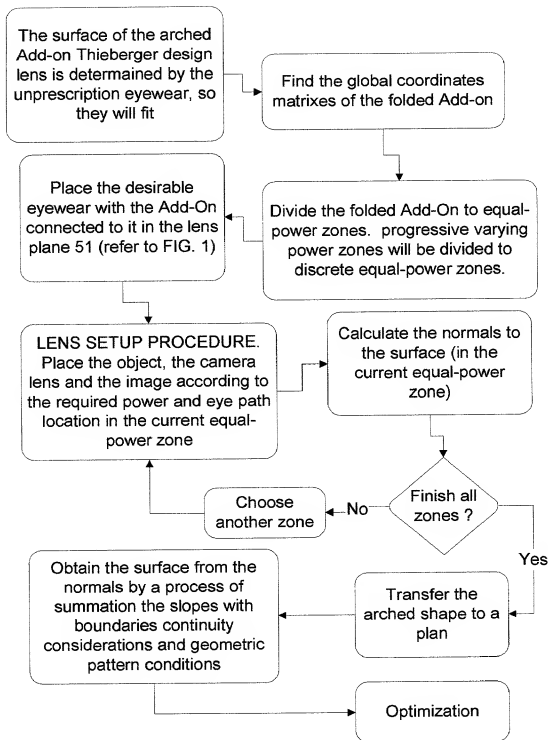 The surface of the arched
Add-on Thieberger design
lens is determined by the
unprescription eyewear, so
they will fit
Find the global coordinates
matrixes of the folded Add-on
Divide the folded Add-On to equal-
power zones.  progressive varying
power zones will be divided to
discrete equal-power zones.
Place the desirable
eyewear with the Add-On
connected to it in the lens
plane 51 (refer to FIG. 1)
LENS SETUP PROCEDURE.
Place the object, the camera
lens and the image according to
the required power and eye path
location in the current equal-
power zone
Calculate the normals to
the surface (in the
current equal-power
zone)
Finish all
zones ?
No
Choose
another zone
Yes
Transfer the
arched shape to a
plan
Obtain the surface from the
normals by a process of
summation the slopes with
boundaries continuity
considerations and geometric
pattern conditions
Optimization